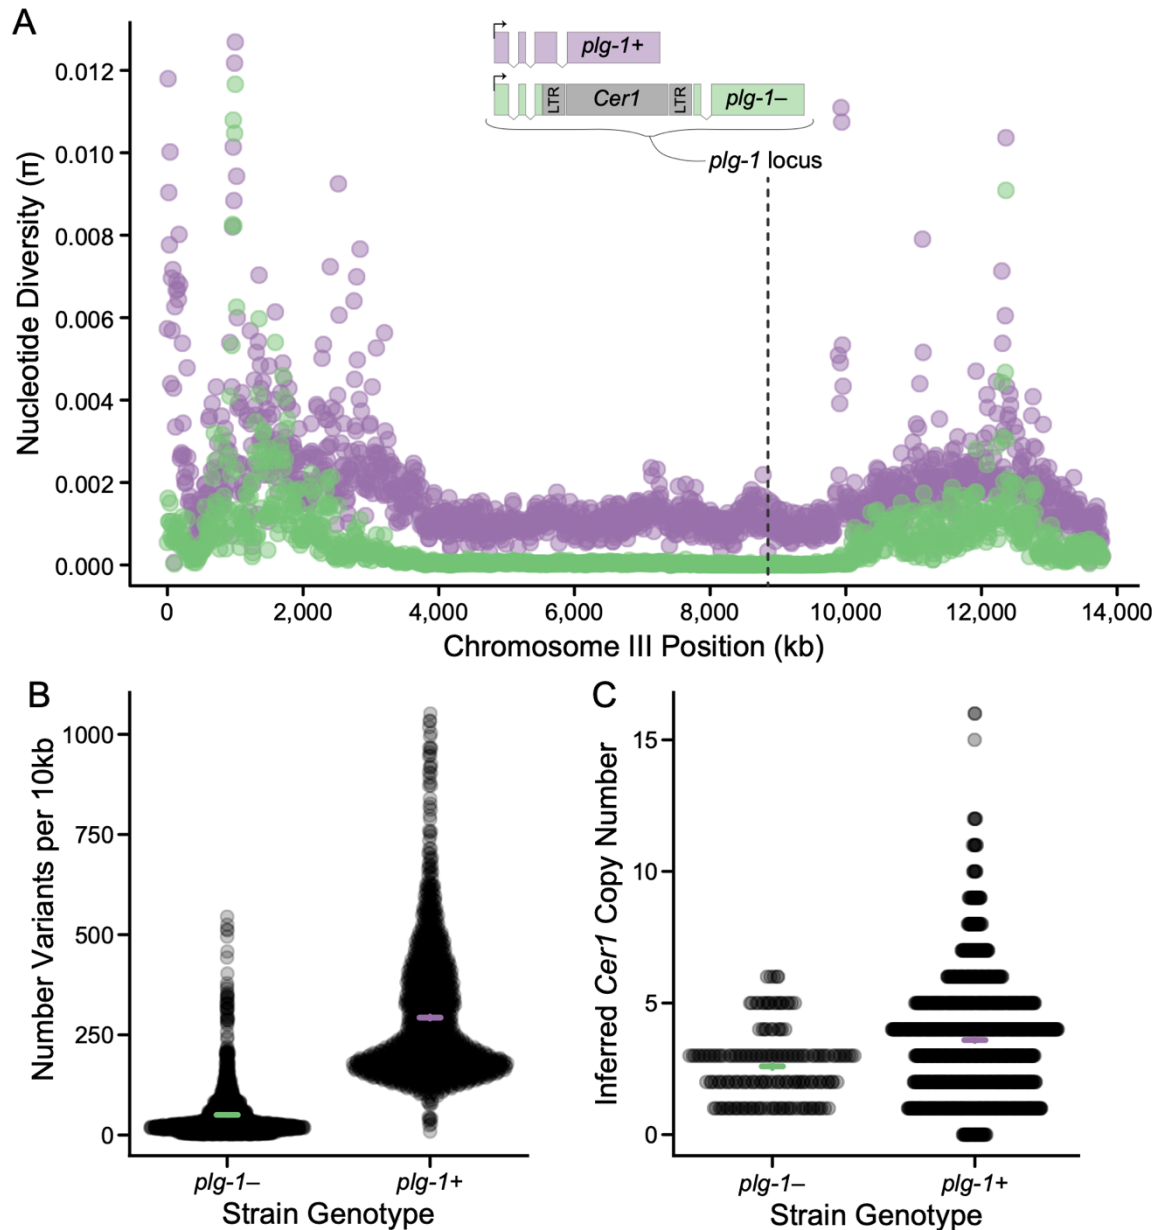 A
plg-1+
LTR
Cer1
LTR
plg-1–
plg-1 locus
Nucleotide Diversity (π)
0.012
0.010
0.008
0.006
0.004
0.002
0.000
0
2,000
4,000
6,000
8,000
10,000
12,000
14,000
Chromosome III Position (kb)
B
Number Variants per 10kb
1000
750
500
250
0
plg-1–
plg-1+
Strain Genotype
C
Inferred Cer1 Copy Number
15
10
5
0
plg-1–
plg-1+
Strain Genotype